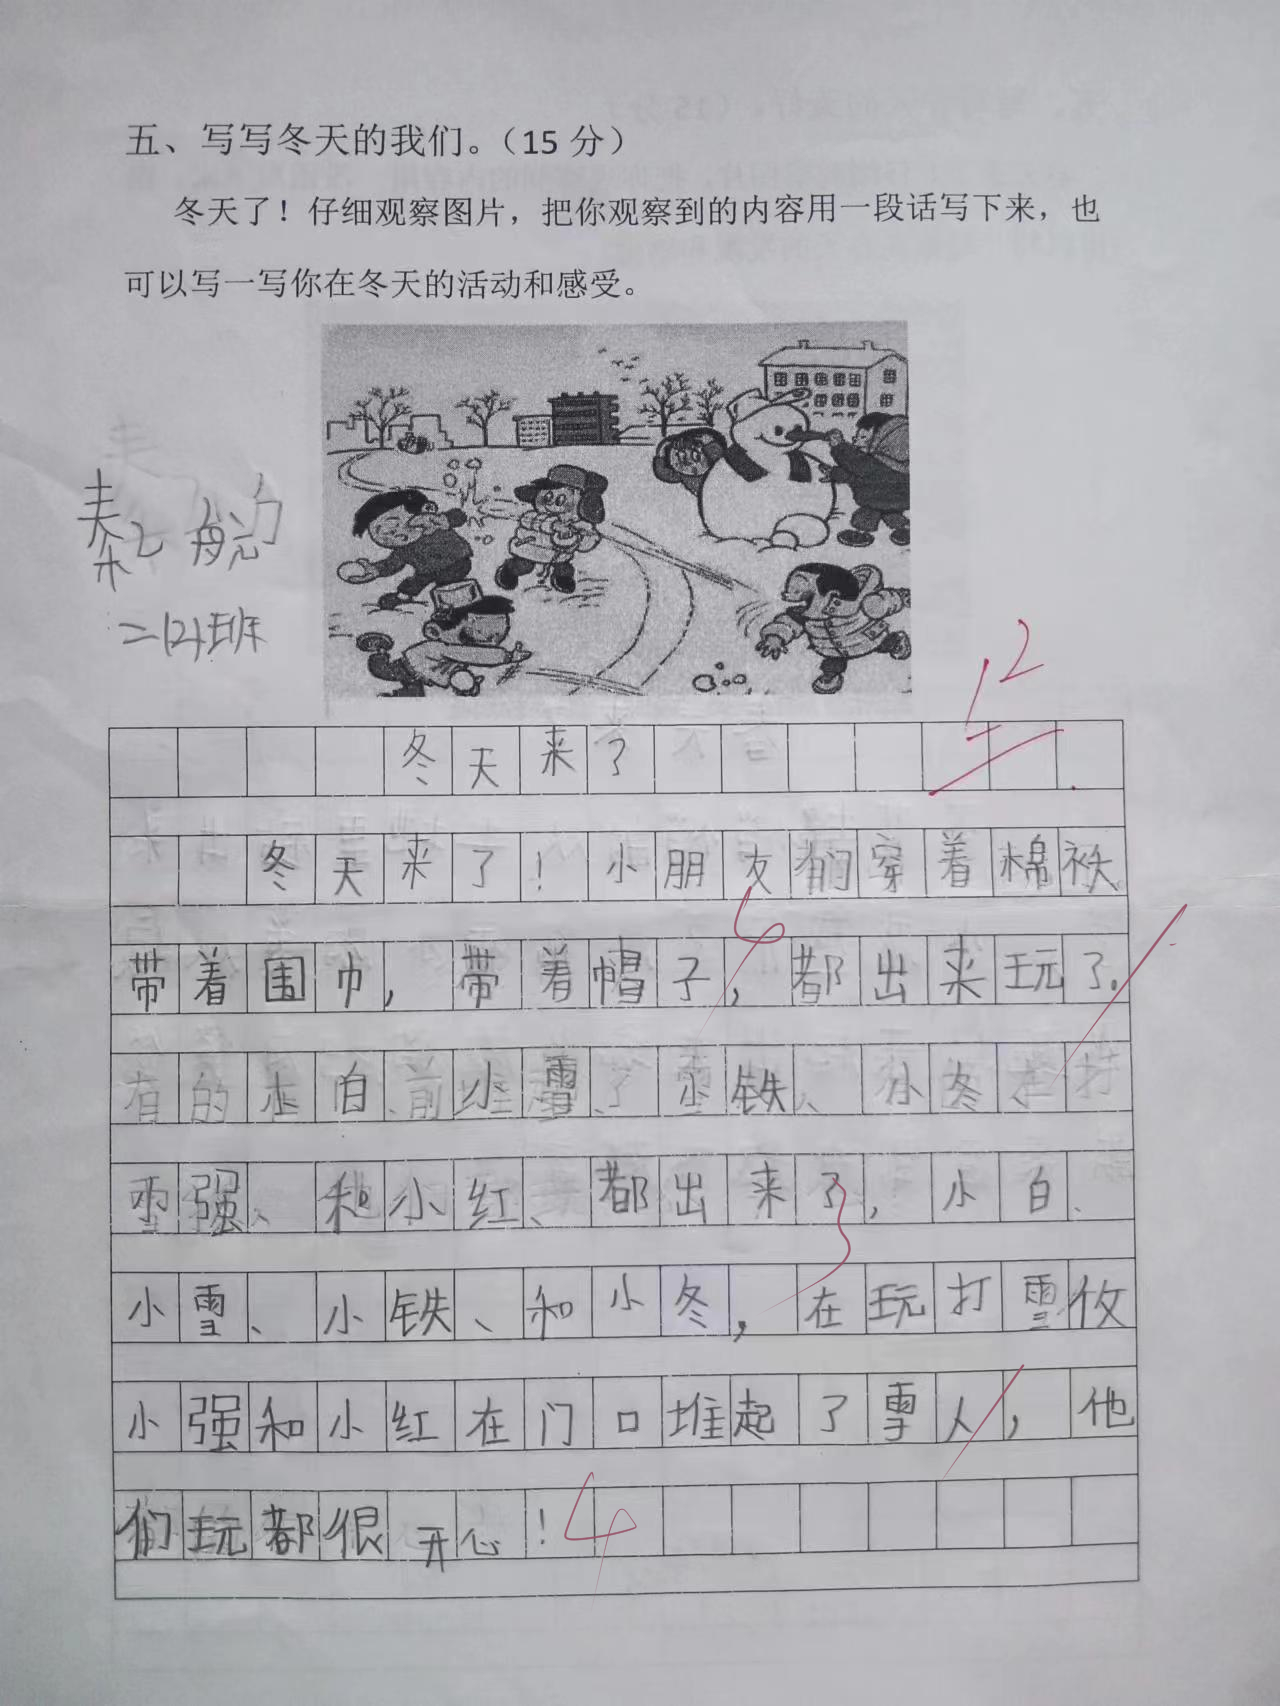 五、写写冬天的我们。（15 分）
冬天了！仔细观察图片，把你观察到的内容用一段话写下来，也
可以写一写你在冬天的活动和感受。
二(2)班
12
冬天来了
冬天来了！小朋友们穿着棉袄
带着围巾，带着帽子，都出来玩了。
4
小白、小雪、小铁、小冬、
小强、和小红、都出来了，小白、
3
小雪、小铁、和小冬，在玩打雪仗
小强和小红在门口堆起了雪人，他
们玩都很开心！
4